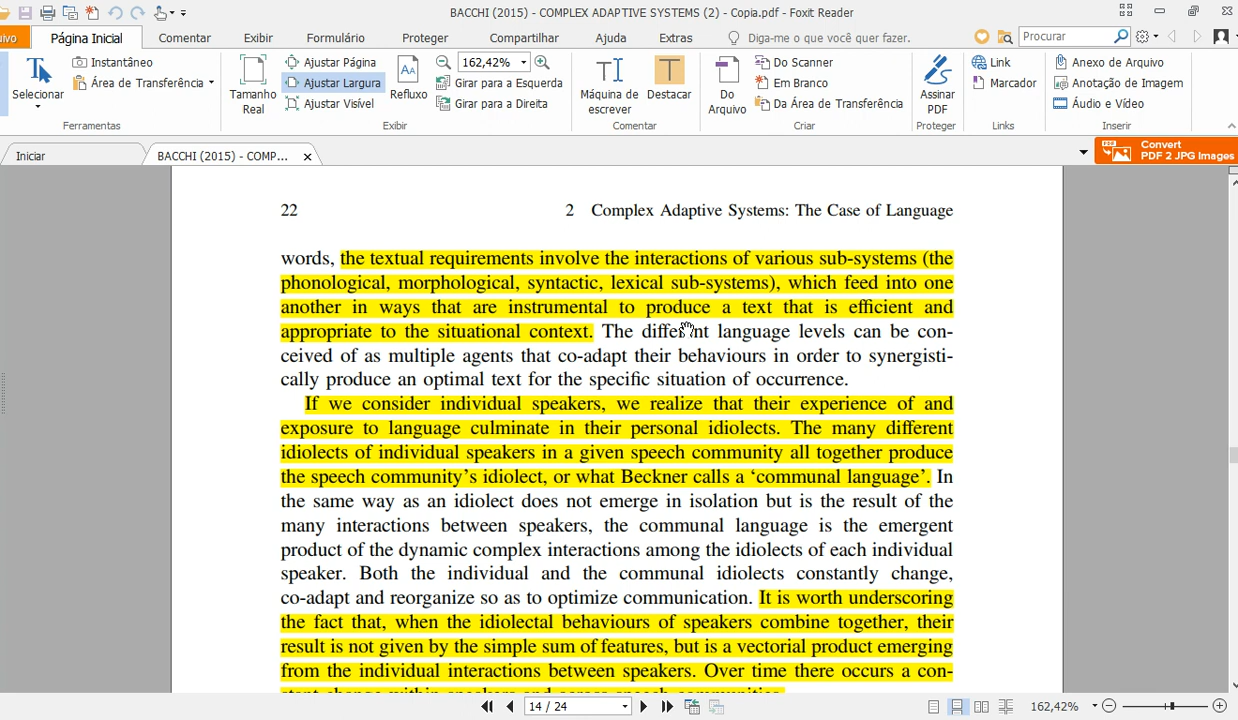 BACCHI (2015) - COMPLEX ADAPTIVE SYSTEMS (2) - Copia.pdf - Foxit Reader
ivo Página Inicial Comentar Exibir Formulário Proteger Compartilhar Ajuda Extras Diga-me o que você quer fazer. Procurar
Selecionar
Instantâneo
Área de Transferência
Ferramentas
Tamanho Real
Ajustar Página
Ajustar Largura
Ajustar Visível
Refluxo
162,42%
Girar para a Esquerda
Girar para a Direita
Exibir
Máquina de escrever
Destacar
Comentar
Do Arquivo
Do Scanner
Em Branco
Da Área de Transferência
Criar
Assinar PDF
Proteger
Link
Marcador
Links
Anexo de Arquivo
Anotação de Imagem
Áudio e Vídeo
Inserir
Iniciar
BACCHI (2015) - COMP...
Convert
PDF 2 JPG Images
22 2 Complex Adaptive Systems: The Case of Language
words, the textual requirements involve the interactions of various sub-systems (the
phonological, morphological, syntactic, lexical sub-systems), which feed into one
another in ways that are instrumental to produce a text that is efficient and
appropriate to the situational context. The different language levels can be con-
ceived of as multiple agents that co-adapt their behaviours in order to synergisti-
cally produce an optimal text for the specific situation of occurrence.
If we consider individual speakers, we realize that their experience of and
exposure to language culminate in their personal idiolects. The many different
idiolects of individual speakers in a given speech community all together produce
the speech community's idiolect, or what Beckner calls a ‘communal language’. In
the same way as an idiolect does not emerge in isolation but is the result of the
many interactions between speakers, the communal language is the emergent
product of the dynamic complex interactions among the idiolects of each individual
speaker. Both the individual and the communal idiolects constantly change,
co-adapt and reorganize so as to optimize communication. It is worth underscoring
the fact that, when the idiolectal behaviours of speakers combine together, their
result is not given by the simple sum of features, but is a vectorial product emerging
from the individual interactions between speakers. Over time there occurs a con-
stant change within speakers and across speech communities.
14 / 24
162,42%